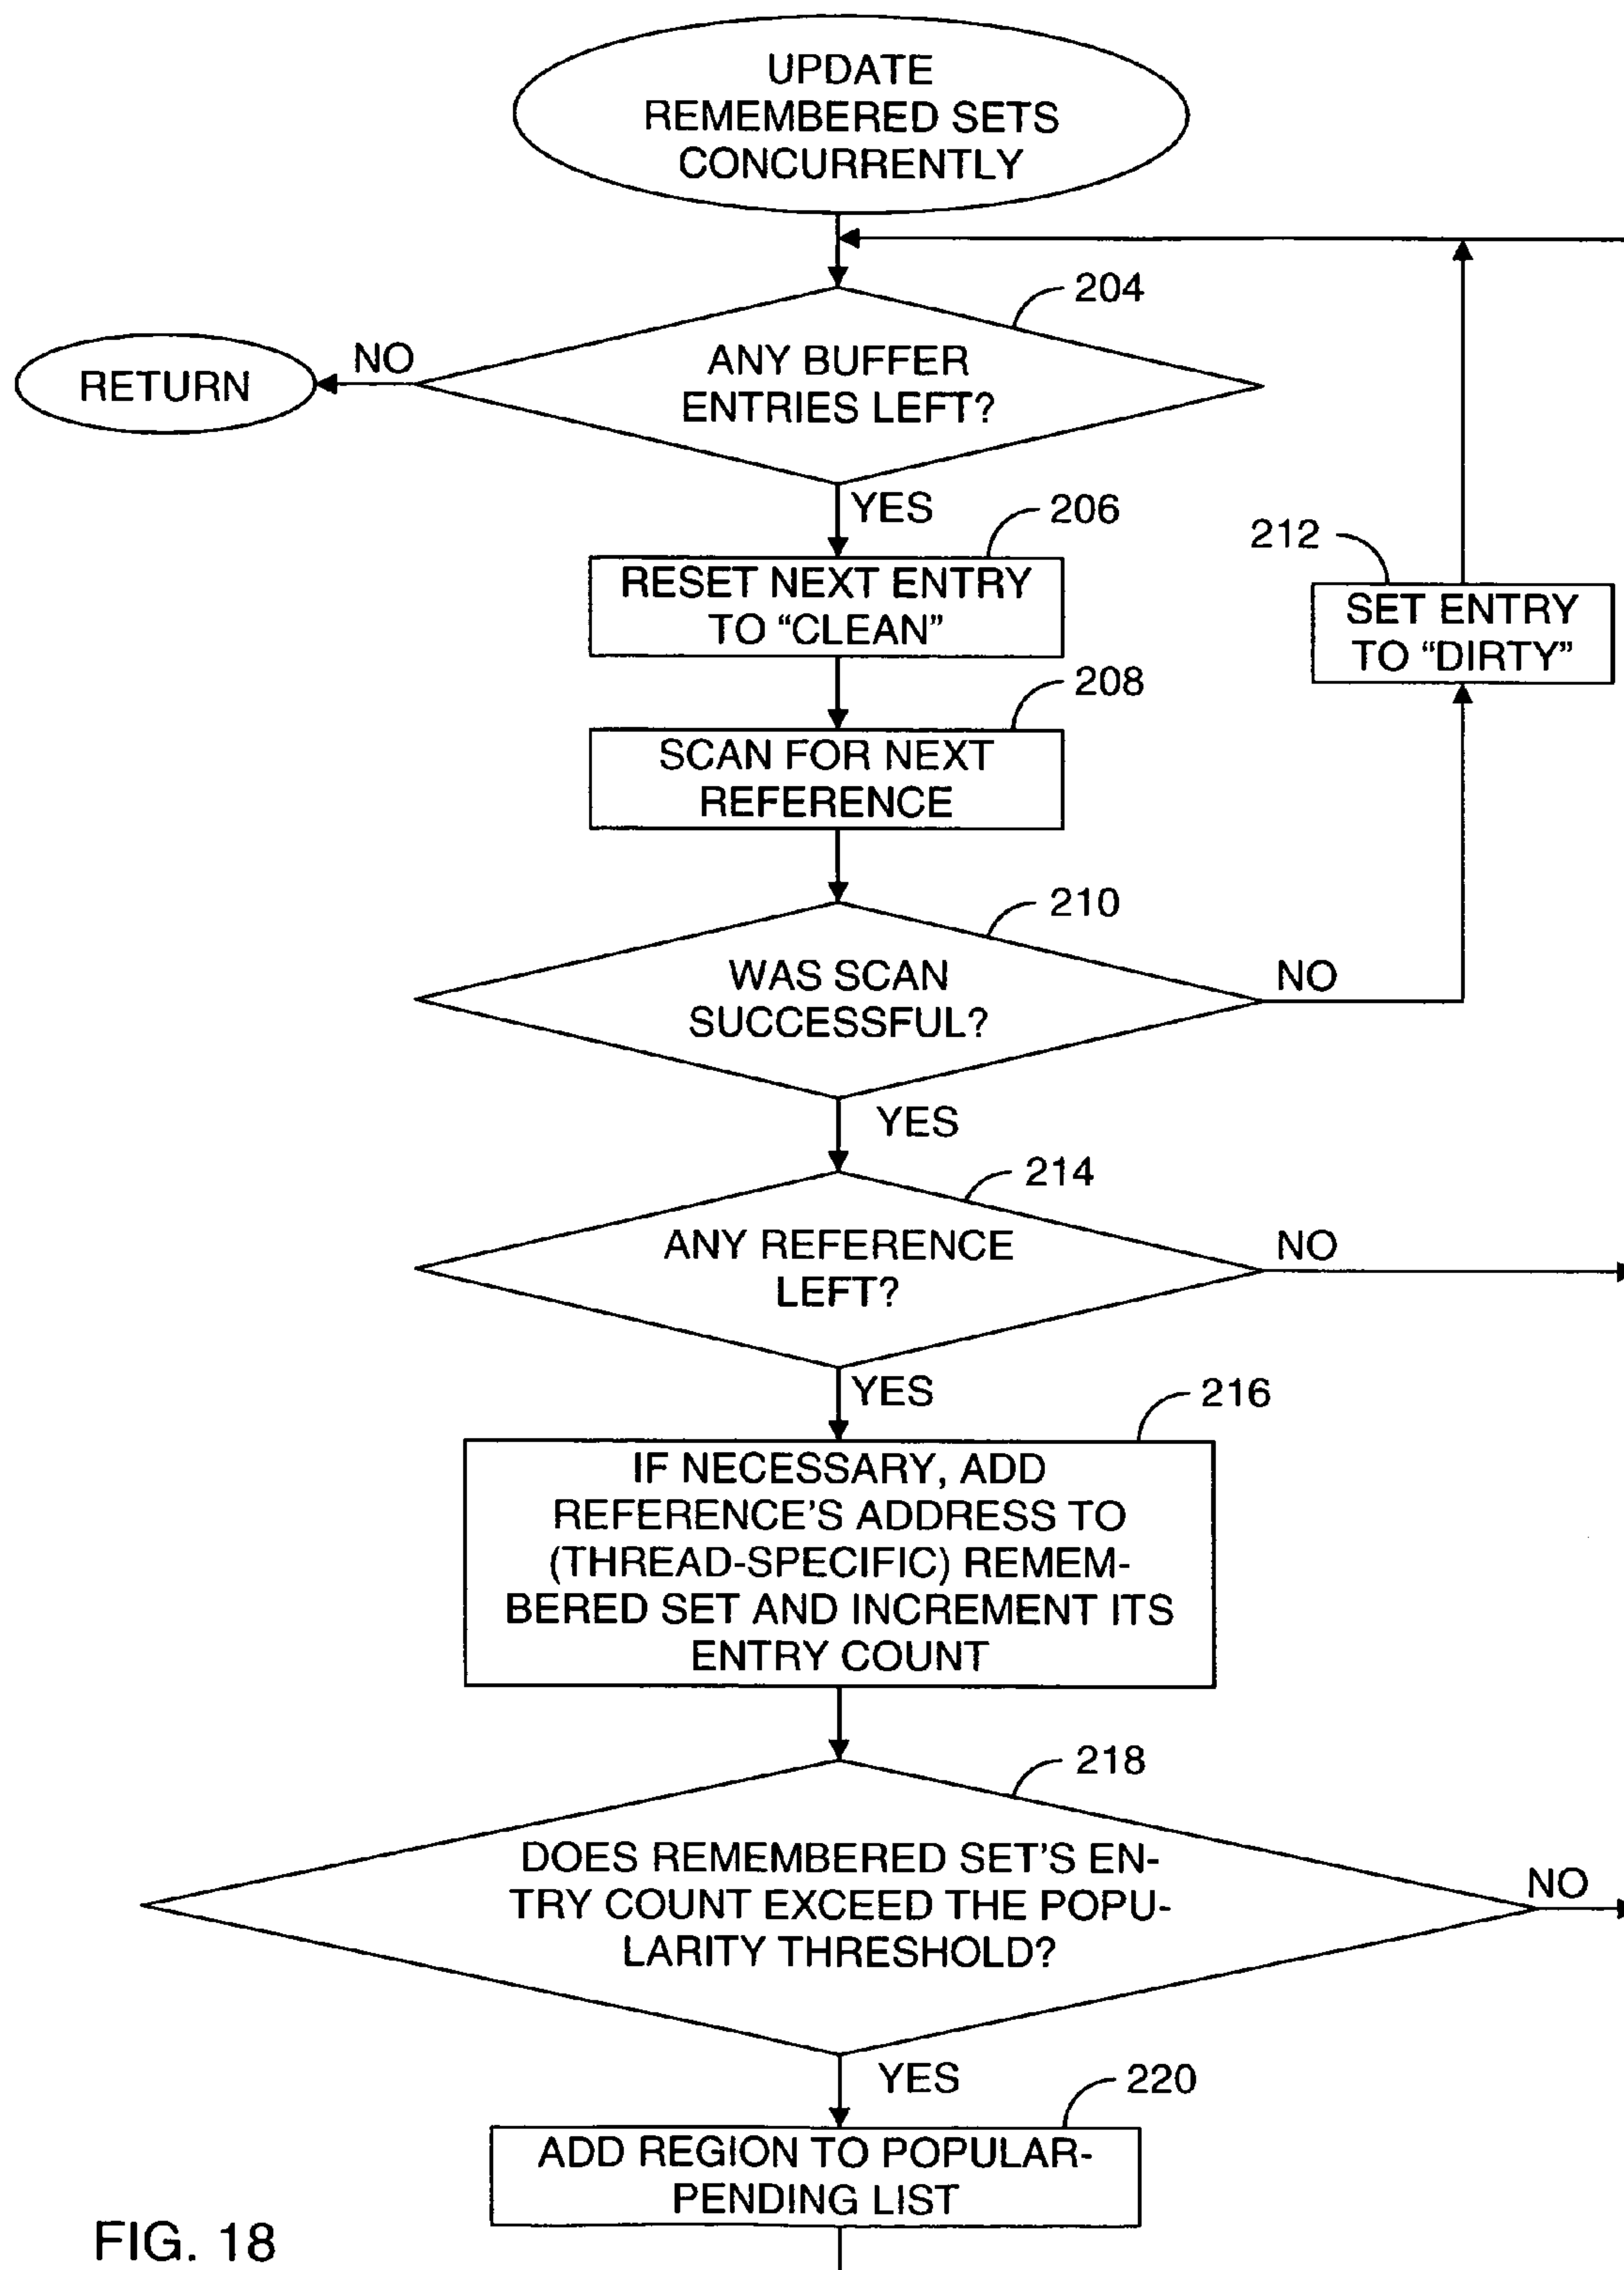 UPDATE
REMEMBERED SETS
CONCURRENTLY
204
ANY BUFFER
ENTRIES LEFT?
NO
RETURN
YES
206
RESET NEXT ENTRY
TO “CLEAN”
212
SET ENTRY
TO “DIRTY”
208
SCAN FOR NEXT
REFERENCE
210
WAS SCAN
SUCCESSFUL?
NO
YES
214
ANY REFERENCE
LEFT?
NO
YES
216
IF NECESSARY, ADD
REFERENCE'S ADDRESS TO
(THREAD-SPECIFIC) REMEM-
BERED SET AND INCREMENT ITS
ENTRY COUNT
218
DOES REMEMBERED SET'S EN-
TRY COUNT EXCEED THE POPU-
LARITY THRESHOLD?
NO
YES
220
ADD REGION TO POPULAR-
PENDING LIST
FIG. 18